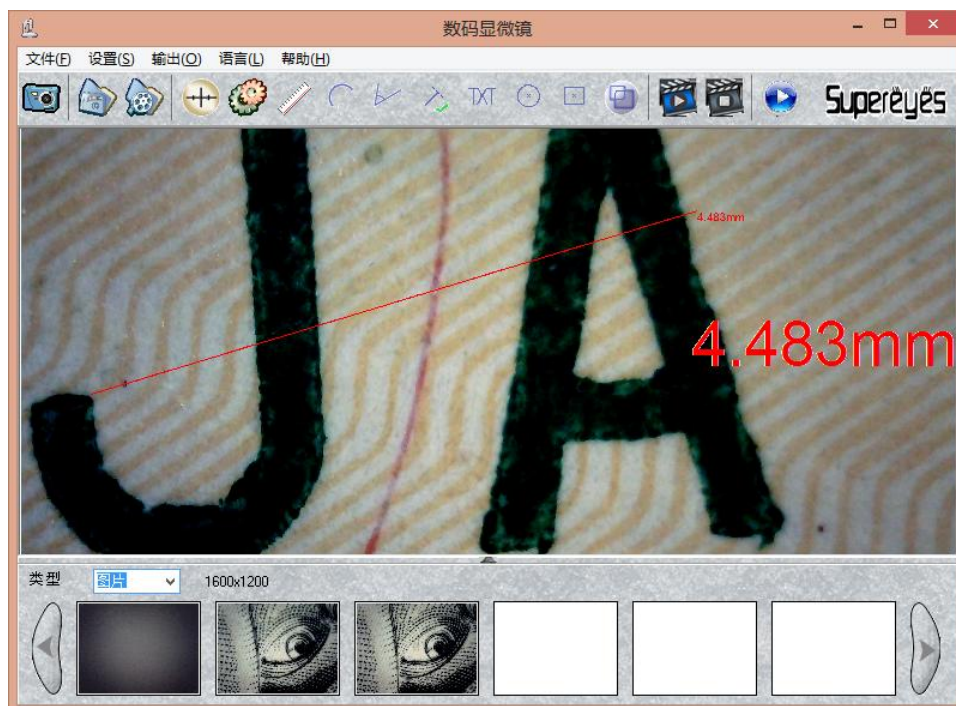 数码显微镜
文件(F) 设置(S) 输出(O) 语言(L) 帮助(H)
TXT
Supereyes
4.483mm
4.483mm
JA
类型 图片 1600x1200